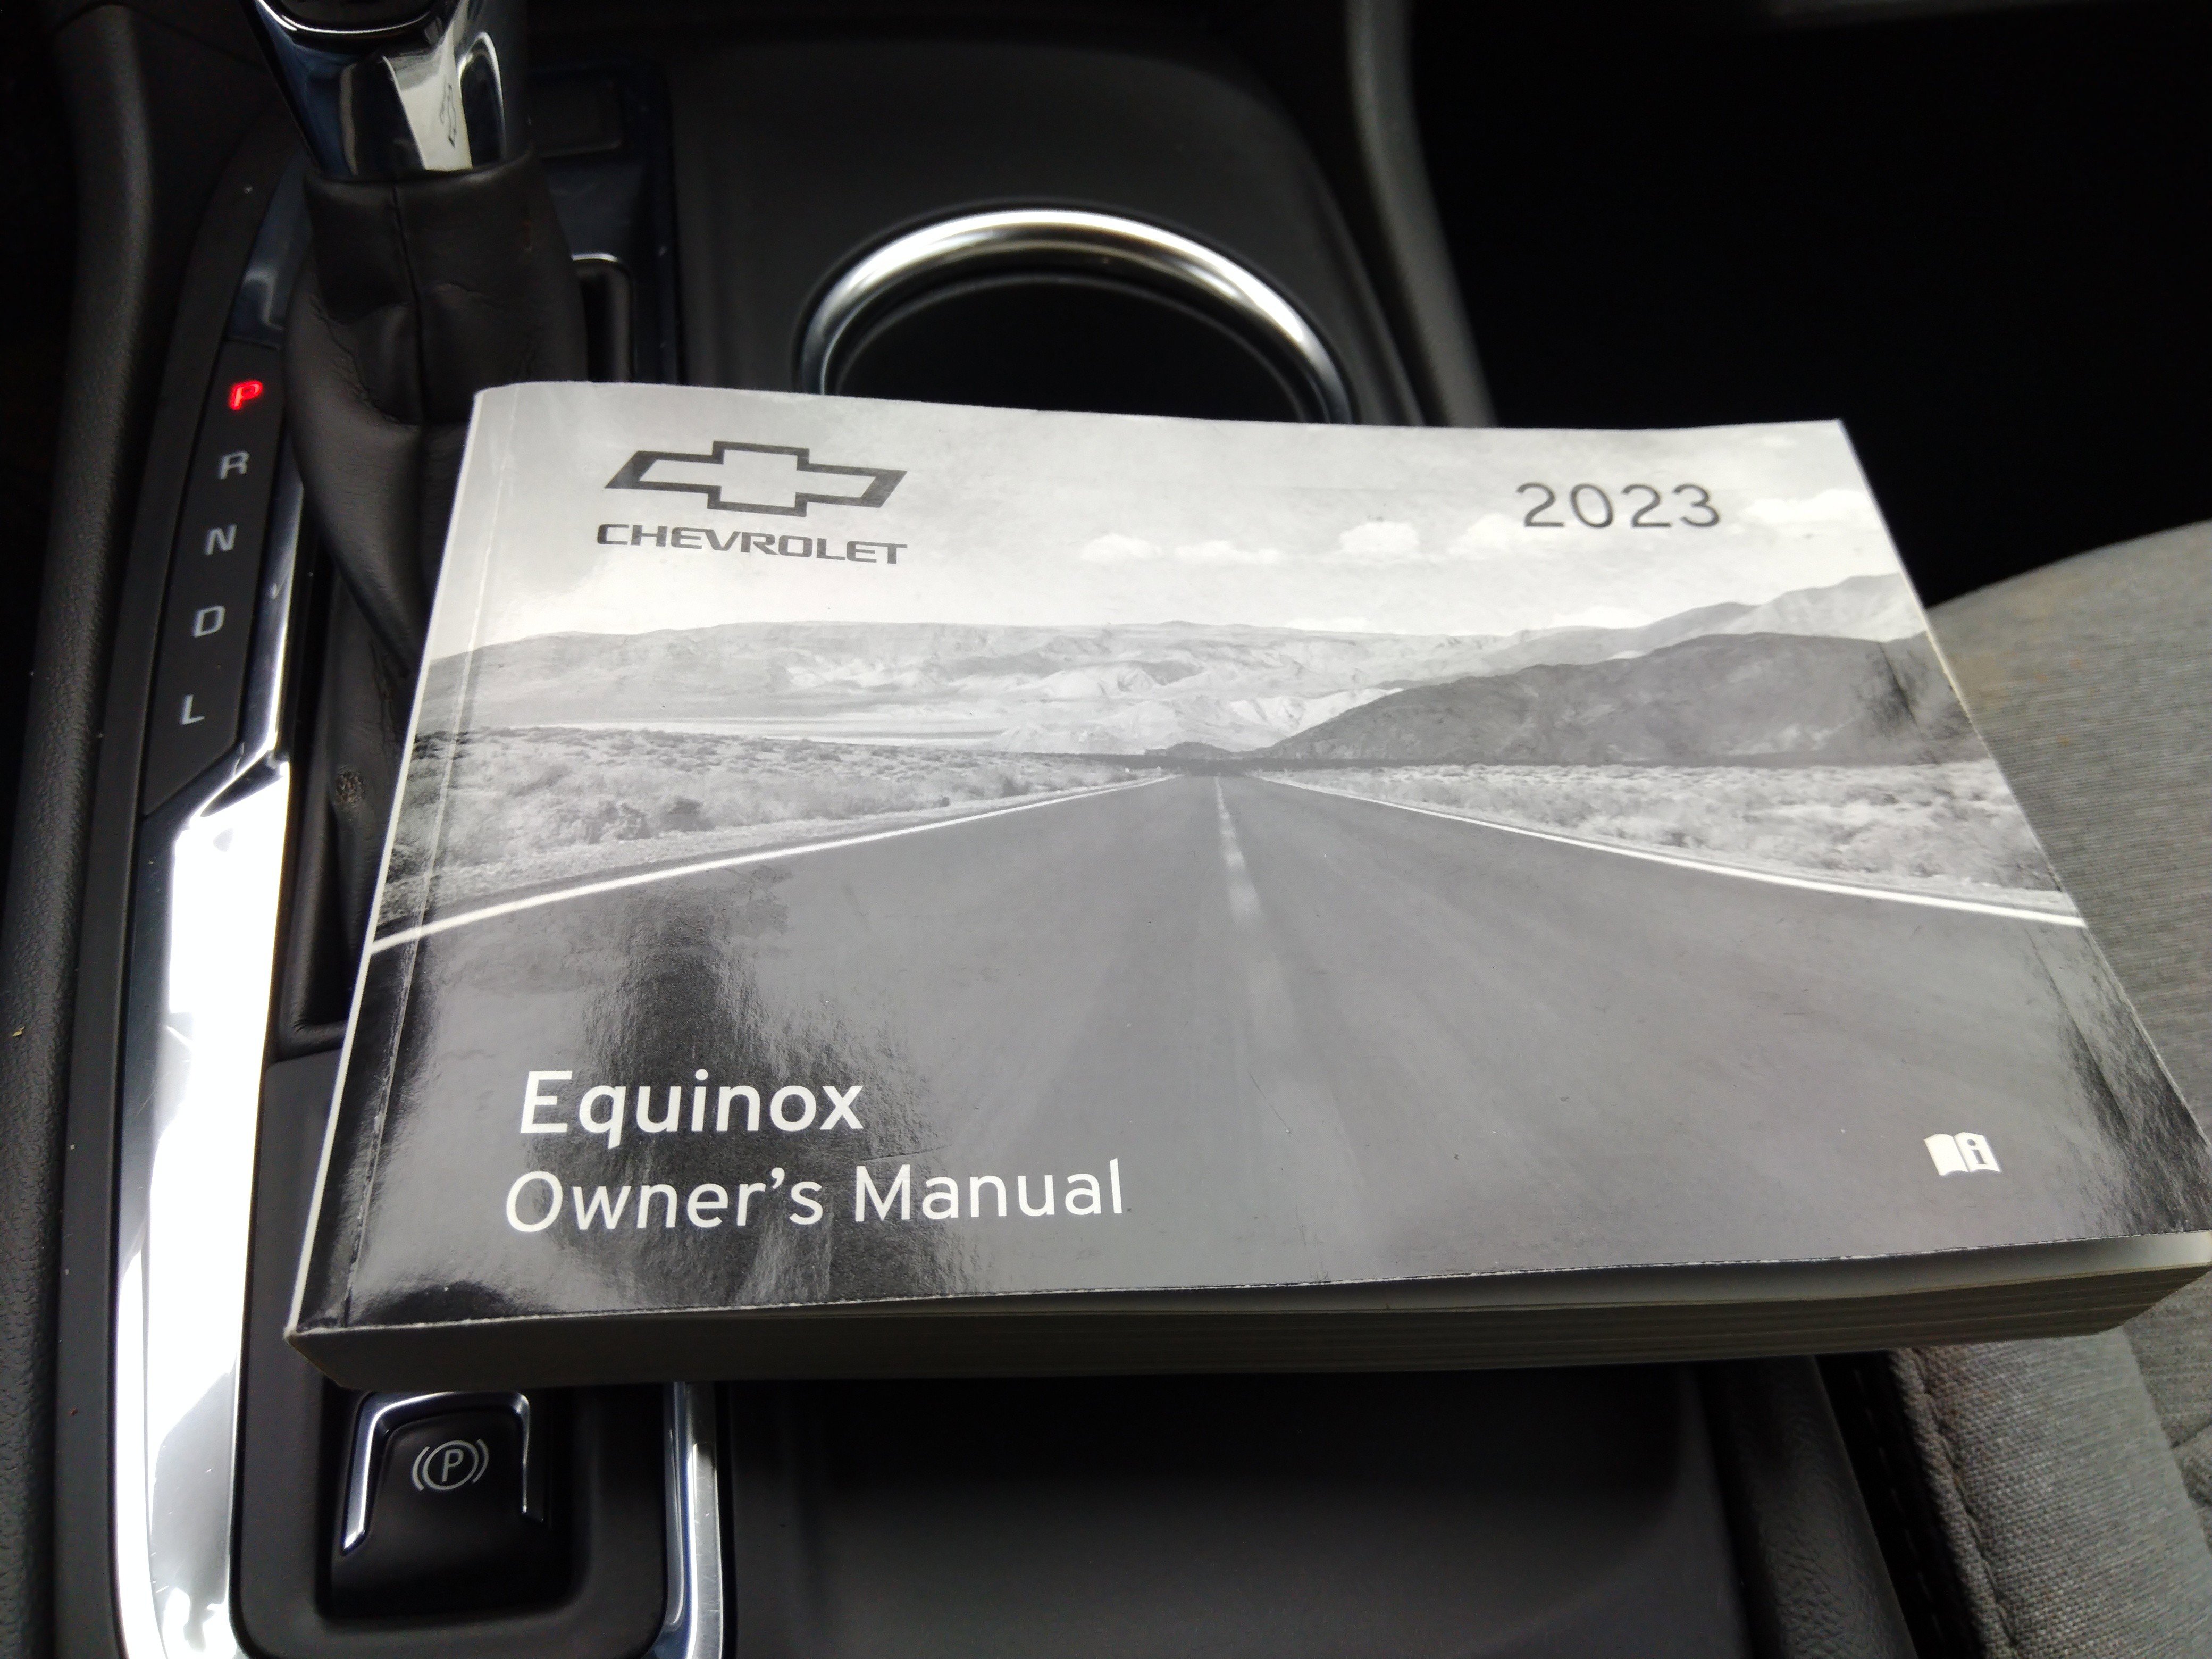 P
R
N
D
L
CHEVROLET
2023
Equinox
Owner’s Manual
i
P